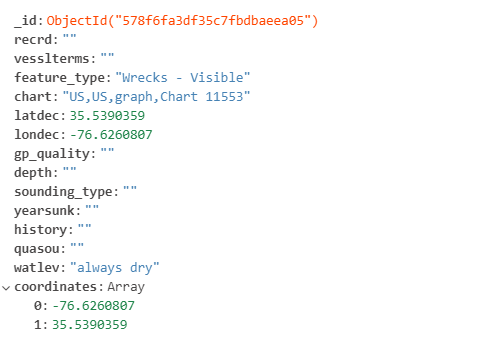 _id: ObjectId("578f6fa3df35c7fbdbaeea05")
recrd: ""
vesslterms: ""
feature_type: "Wrecks - Visible"
chart: "US,US,graph,Chart 11553"
latdec: 35.5390359
londec: -76.6260807
gp_quality: ""
depth: ""
sounding_type: ""
yearsunk: ""
history: ""
quasou: ""
watlev: "always dry"
coordinates: Array
0: -76.6260807
1: 35.5390359